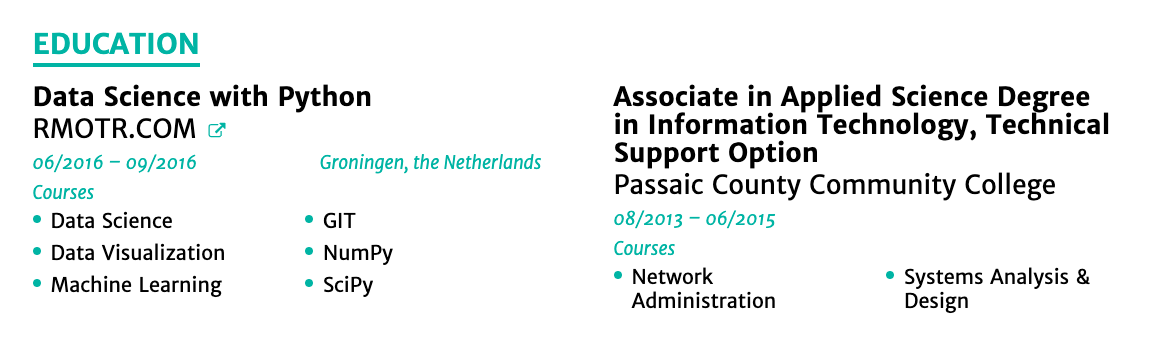 EDUCATION
Data Science with Python
RMOTR.COM
06/2016 – 09/2016
Groningen, the Netherlands
Courses
Data Science
GIT
Data Visualization
NumPy
Machine Learning
SciPy
Associate in Applied Science Degree
in Information Technology, Technical
Support Option
Passaic County Community College
08/2013 – 06/2015
Courses
Network
Administration
Systems Analysis &
Design